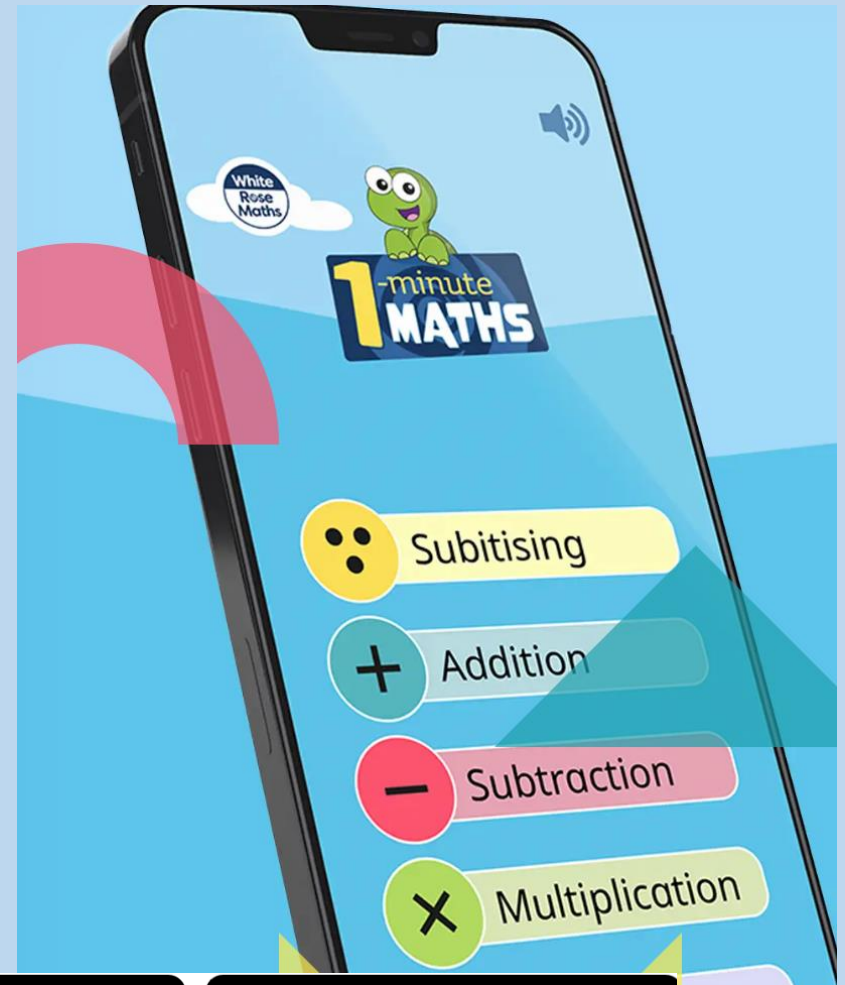 White
Rose
Maths
1-minute
MATHS
Subitising
Addition
Subtraction
Multiplication